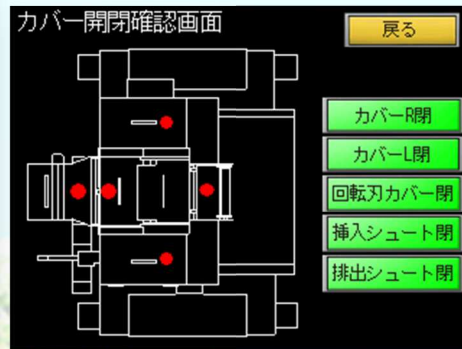 カバー開閉確認画面
戻る
カバーR閉
カバーL閉
回転刃カバー閉
挿入シュート閉
排出シュート閉